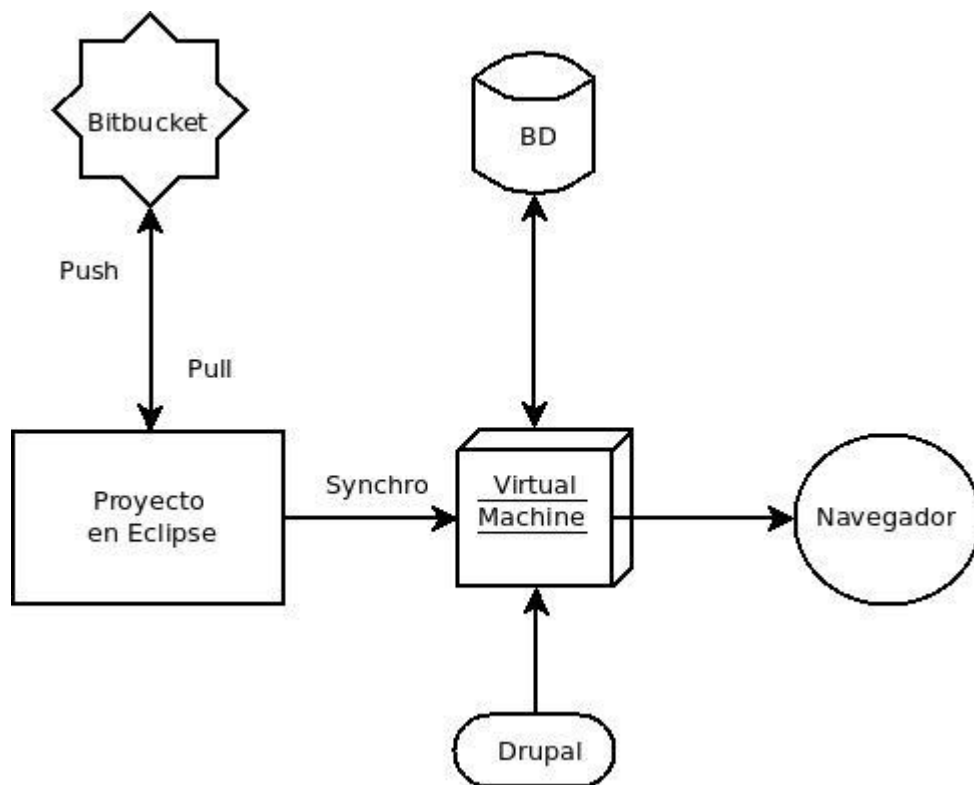 Bitbucket
BD
Push
Pull
Proyecto
en Eclipse
Synchro
Virtual
Machine
Navegador
Drupal